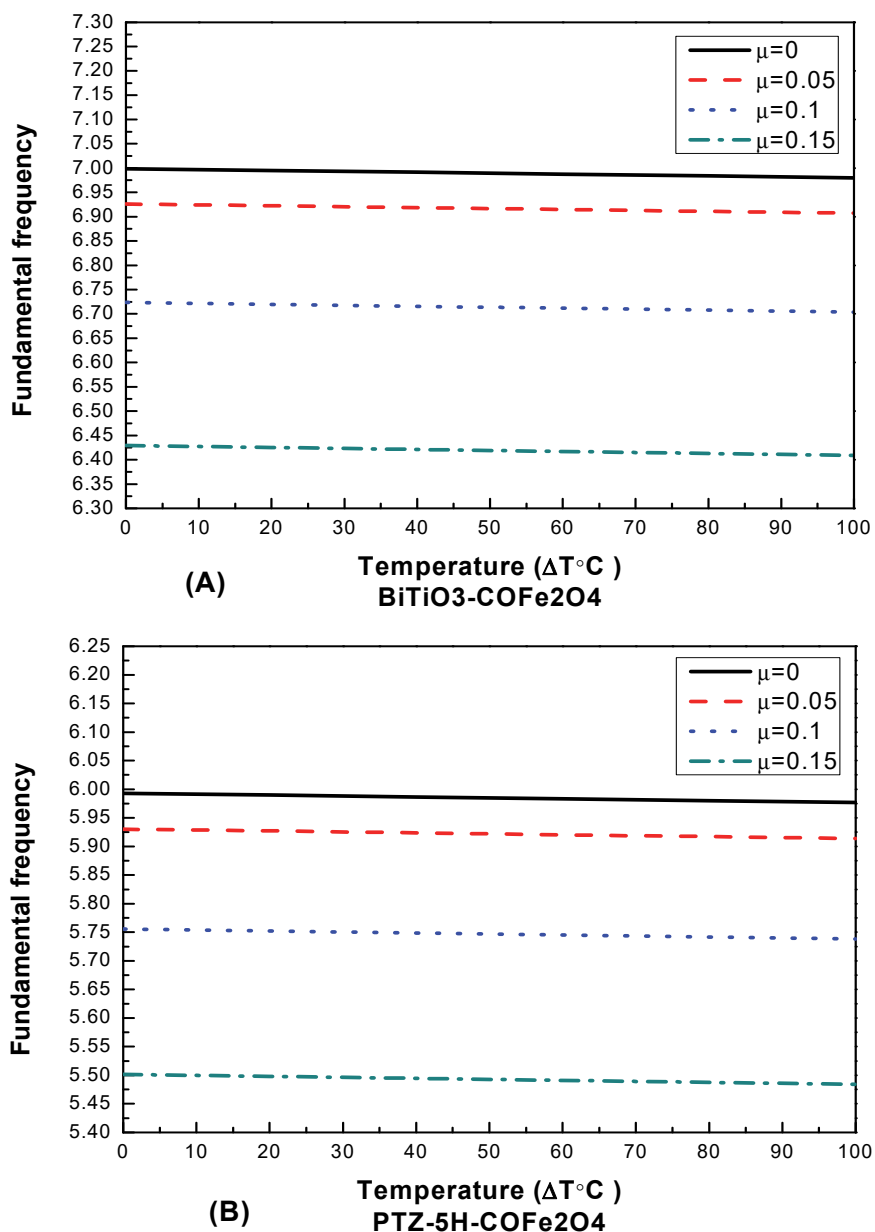 7.30
7.25
7.20
7.15
7.10
7.05
7.00
6.95
6.90
6.85
6.80
6.75
6.70
6.65
6.60
6.55
6.50
6.45
6.40
6.35
6.30
Fundamental frequency
μ=0
μ=0.05
μ=0.1
μ=0.15
0 10 20 30 40 50 60 70 80 90 100
Temperature (ΔT°C )
(A)
BiTiO3-COFe2O4
6.25
6.20
6.15
6.10
6.05
6.00
5.95
5.90
5.85
5.80
5.75
5.70
5.65
5.60
5.55
5.50
5.45
5.40
Fundamental frequency
μ=0
μ=0.05
μ=0.1
μ=0.15
0 10 20 30 40 50 60 70 80 90 100
Temperature (ΔT°C )
(B)
PTZ-5H-COFe2O4